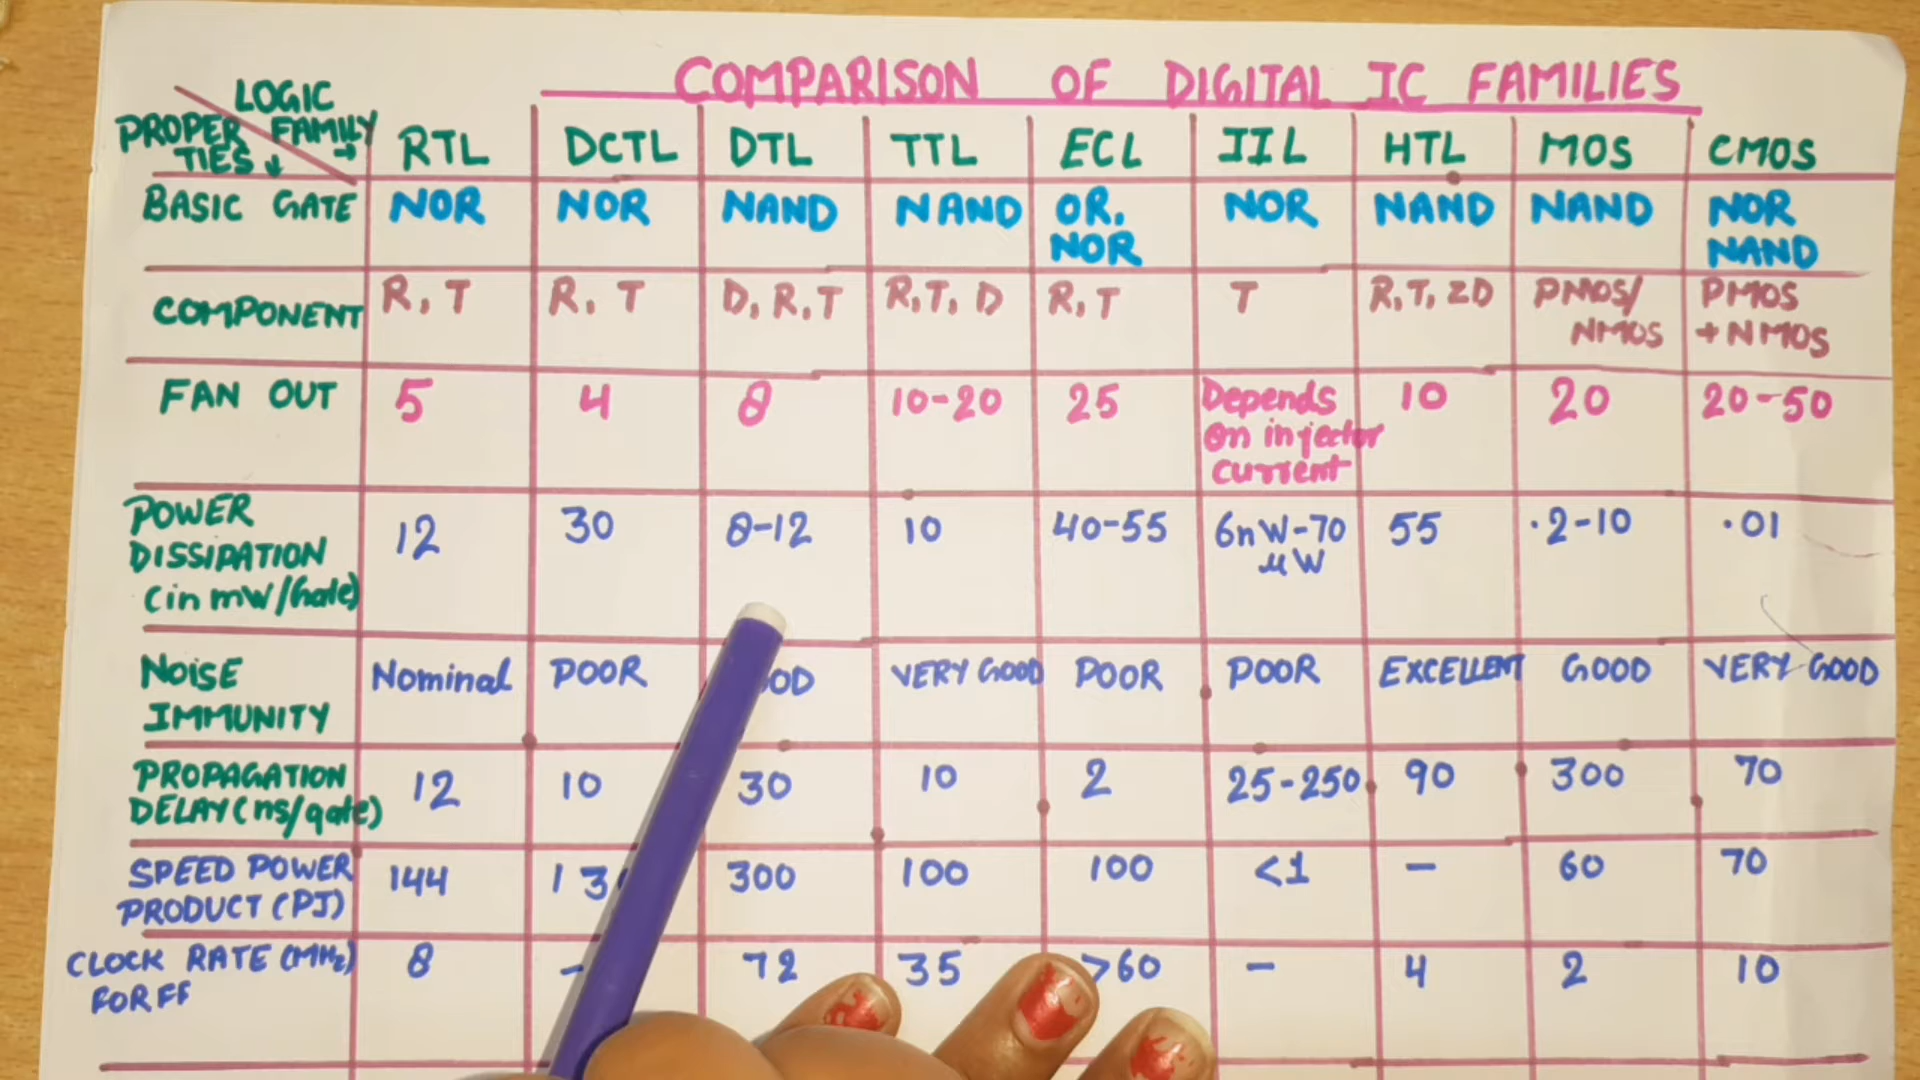 COMPARISON OF DIGITAL IC FAMILIES
LOGIC FAMILY → PROPERTIES ↓ RTL DCTL DTL TTL ECL IIL HTL MOS CMOS
BASIC GATE NOR NOR NAND NAND OR. NOR NOR NAND NAND NOR NAND
COMPONENT R, T R, T D, R, T R, T, D R, T T R, T, ZD PMOS/ NMOS PMOS + NMOS
FAN OUT 5 4 8 10-20 25 Depends on injector current 10 20 20-50
POWER DISSIPATION (in mW/Gate) 12 30 8-12 10 40-55 6nW-70 μW 55 .2-10 .01
NOISE IMMUNITY Nominal POOR VERY GOOD POOR POOR EXCELLENT GOOD VERY GOOD
PROPAGATION DELAY (ns/gate) 12 10 30 10 2 25-250 90 300 70
SPEED POWER PRODUCT (PJ) 144 300 100 100 <1 - 60 70
CLOCK RATE (MHz) FOR FF 8 - 72 35 >60 - 4 2 10